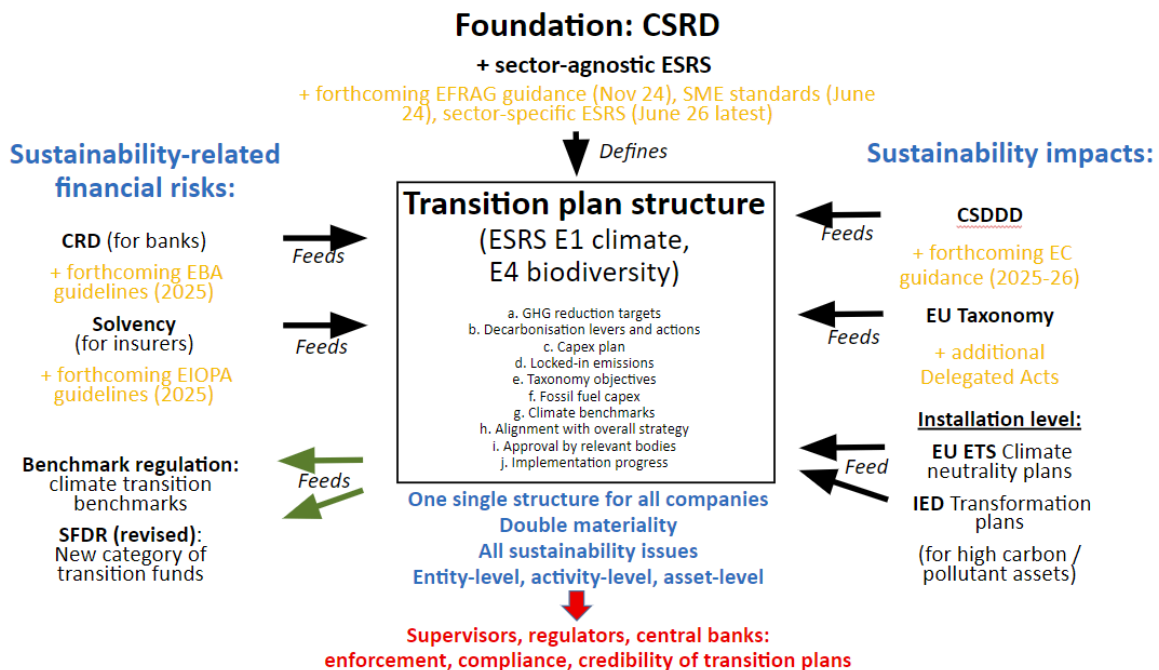 Foundation: CSRD
+ sector-agnostic ESRS
+ forthcoming EFRAG guidance (Nov 24), SME standards (June
24), sector-specific ESRS (June 26 latest)
Defines
Sustainability-related
financial risks:
CRD (for banks)
+ forthcoming EBA
guidelines (2025)
Solvency
(for insurers)
+ forthcoming EIOPA
guidelines (2025)
Feeds
Feeds
Benchmark regulation:
climate transition
benchmarks
SFDR (revised):
New category of
transition funds
Feeds
Transition plan structure
(ESRS E1 climate,
E4 biodiversity)
a. GHG reduction targets
b. Decarbonisation levers and actions
c. Capex plan
d. Locked-in emissions
e. Taxonomy objectives
f. Fossil fuel capex
g. Climate benchmarks
h. Alignment with overall strategy
i. Approval by relevant bodies
j. Implementation progress
One single structure for all companies
Double materiality
All sustainability issues
Entity-level, activity-level, asset-level
Supervisors, regulators, central banks:
enforcement, compliance, credibility of transition plans
Sustainability impacts:
Feeds
CSDDD
+ forthcoming EC
guidance (2025-26)
Feeds
EU Taxonomy
+ additional
Delegated Acts
Installation level:
Feed
EU ETS Climate
neutrality plans
IED Transformation
plans
(for high carbon /
pollutant assets)